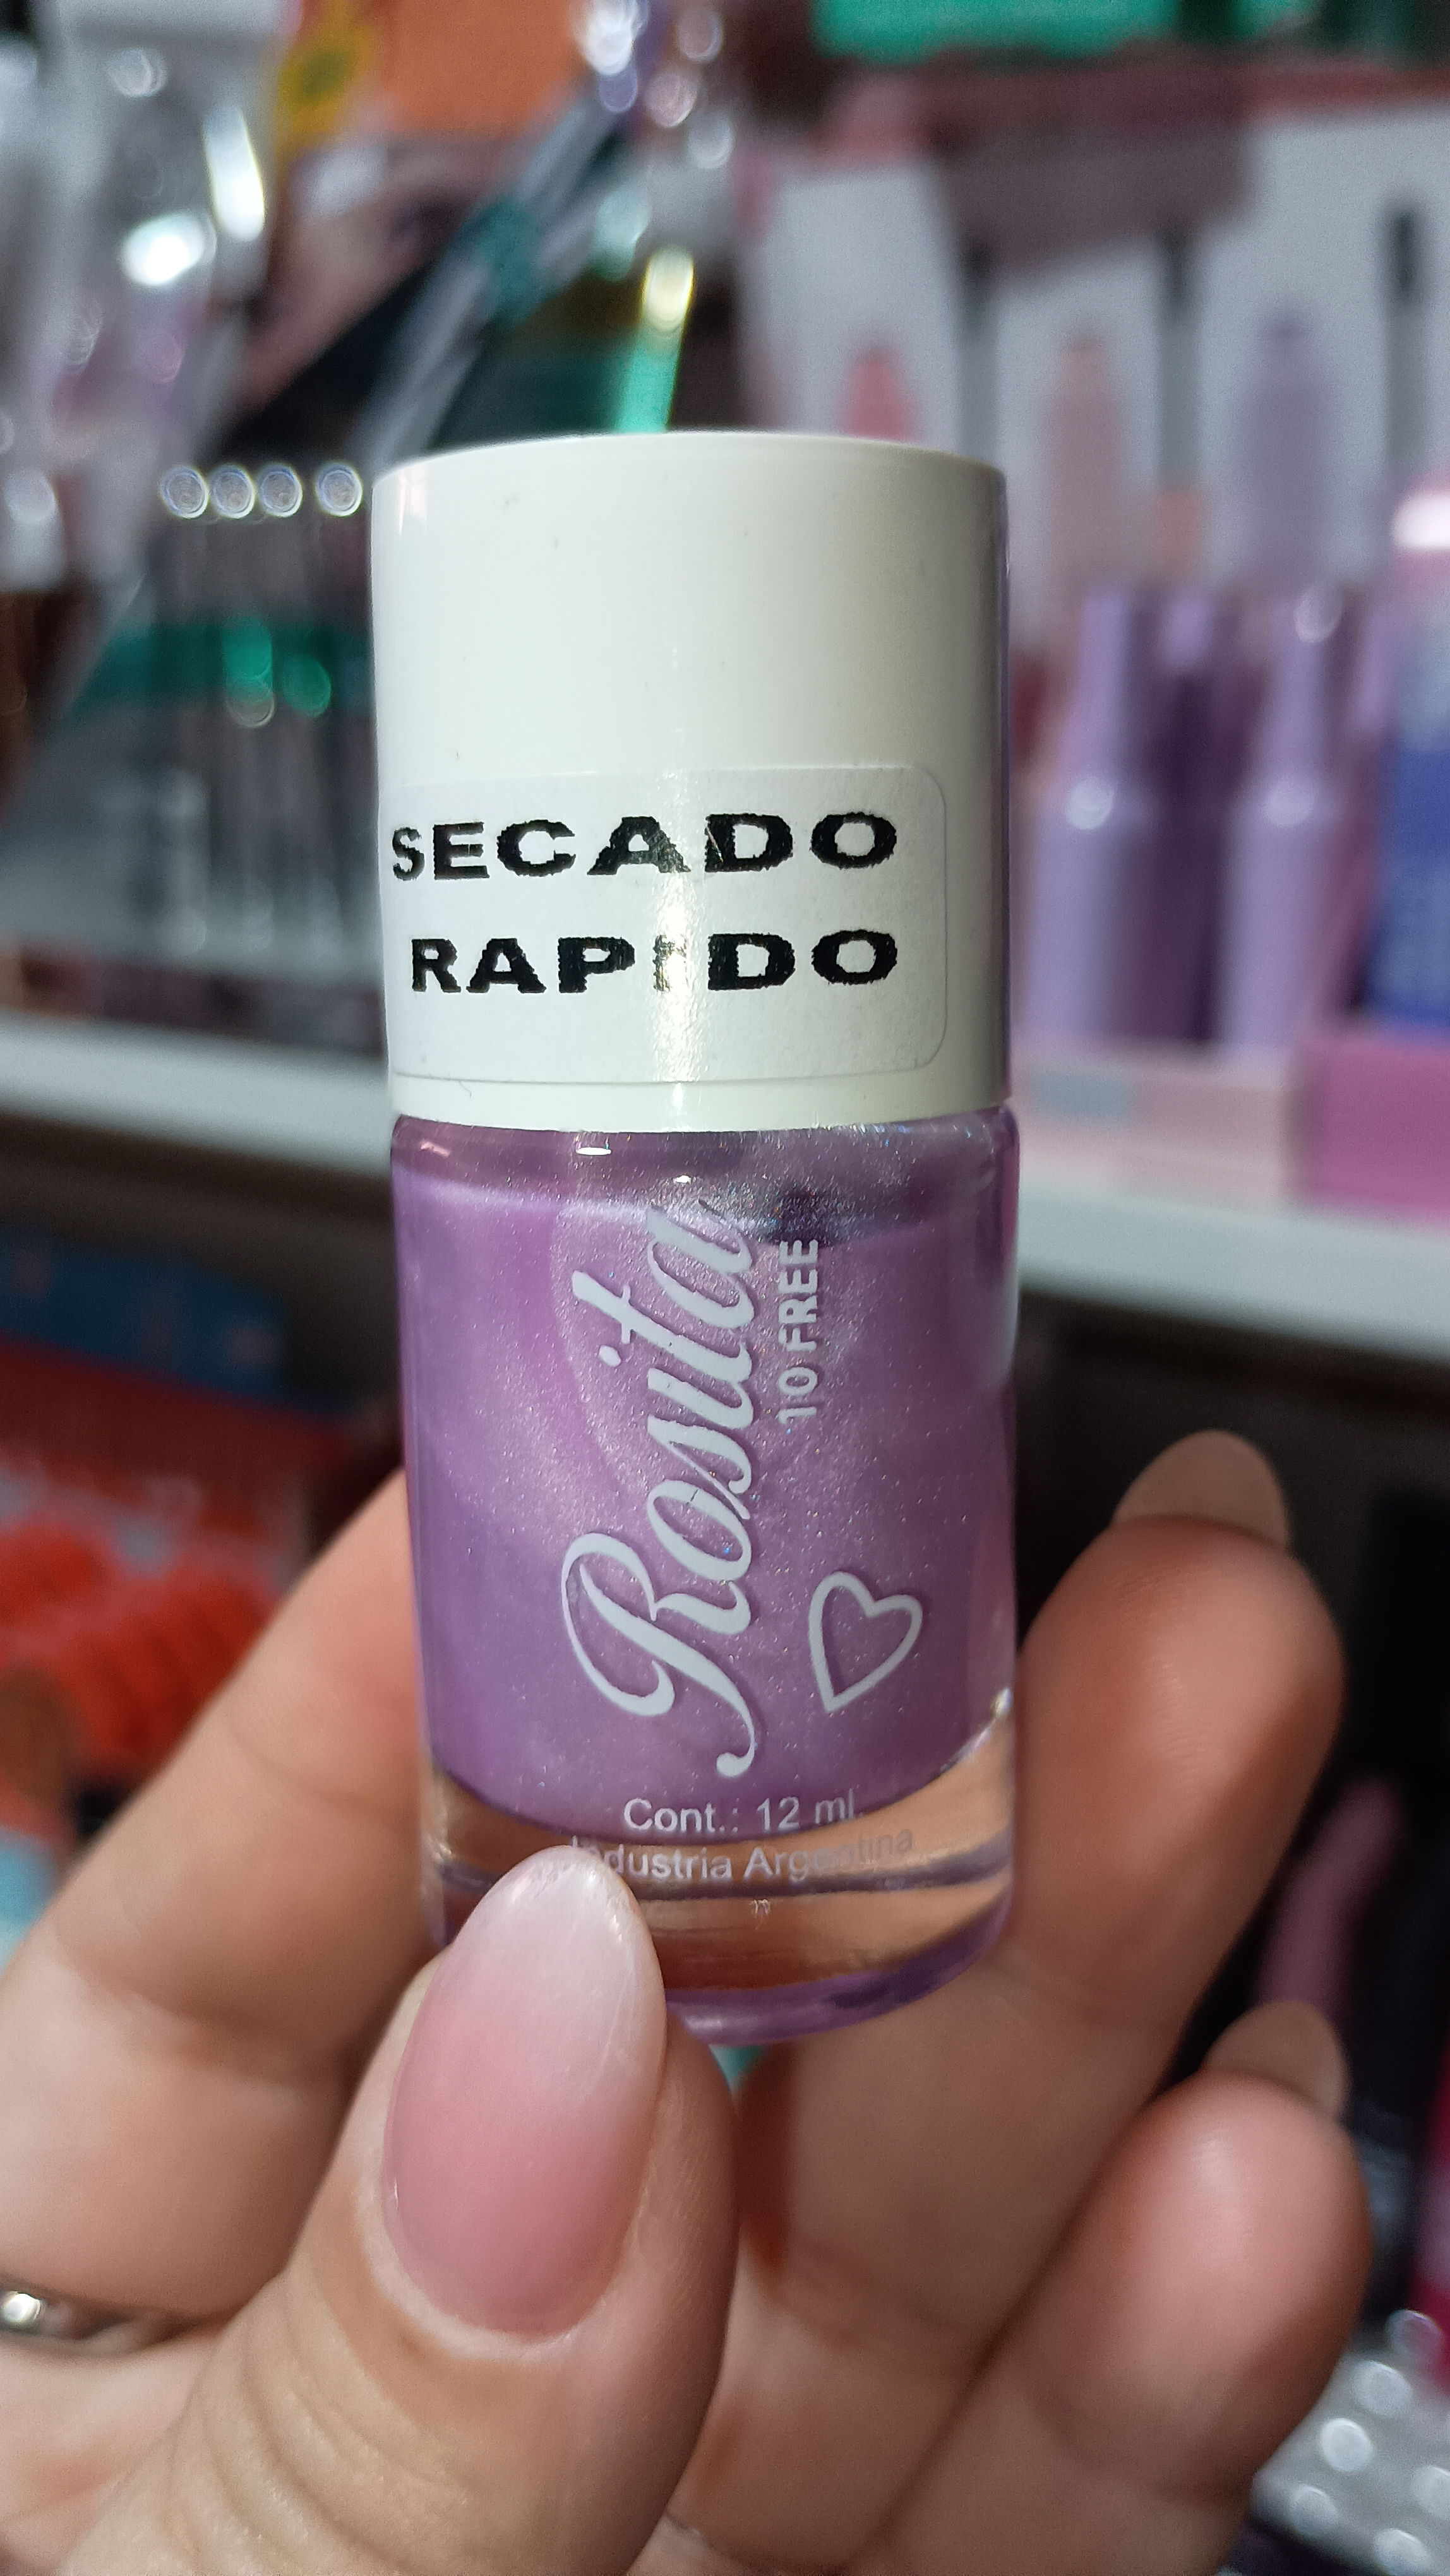 SECADO
RAPIDO
Rosita
10 FREE
Cont.: 12 ml.
Industria Argentina